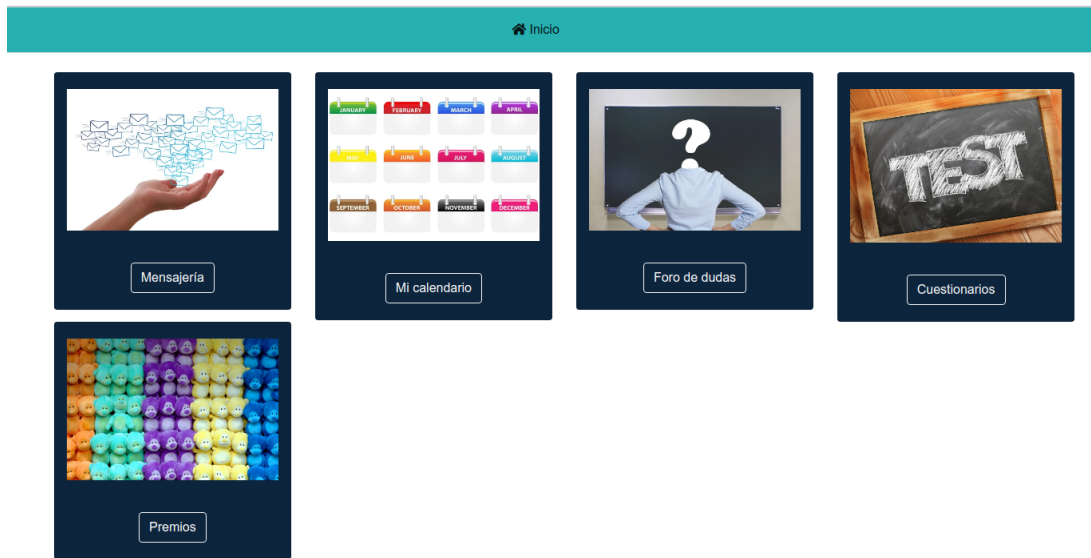 Inicio
JANUARY
FEBRUARY
MARCH
APRIL
MAY
JUNE
JULY
AUGUST
SEPTEMBER
OCTOBER
NOVEMBER
DECEMBER
?
TEST
Mensajería
Mi calendario
Foro de dudas
Cuestionarios
Premios